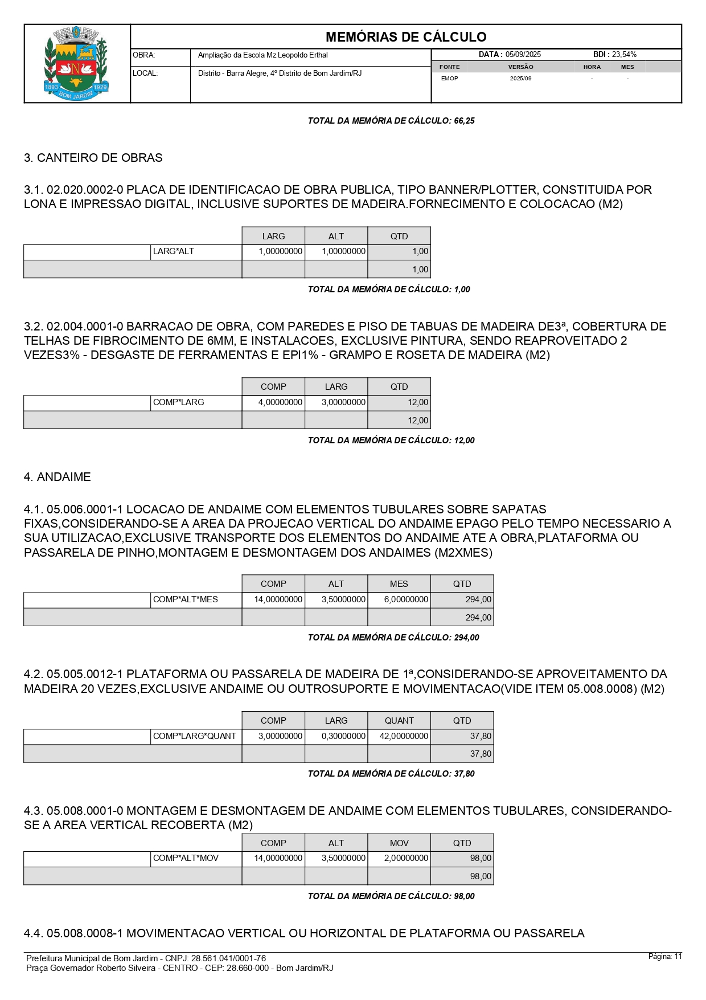 MEMÓRIAS DE CÁLCULO
OBRA: Ampliação da Escola Mz Leopoldo Erthal
DATA : 05/09/2025 BDI : 23,54%
FONTE VERSÃO HORA MES
LOCAL: Distrito - Barra Alegre, 4º Distrito de Bom Jardim/RJ
EMOP 2025/09 - -
N
1893 1929
BOM JARDIM
TOTAL DA MEMÓRIA DE CÁLCULO: 66,25
3. CANTEIRO DE OBRAS
3.1. 02.020.0002-0 PLACA DE IDENTIFICACAO DE OBRA PUBLICA, TIPO BANNER/PLOTTER, CONSTITUIDA POR
LONA E IMPRESSAO DIGITAL, INCLUSIVE SUPORTES DE MADEIRA.FORNECIMENTO E COLOCACAO (M2)
LARG ALT QTD
LARG*ALT 1,00000000 1,00000000 1,00
1,00
TOTAL DA MEMÓRIA DE CÁLCULO: 1,00
3.2. 02.004.0001-0 BARRACAO DE OBRA, COM PAREDES E PISO DE TABUAS DE MADEIRA DE3ª, COBERTURA DE
TELHAS DE FIBROCIMENTO DE 6MM, E INSTALACOES, EXCLUSIVE PINTURA, SENDO REAPROVEITADO 2
VEZES3% - DESGASTE DE FERRAMENTAS E EPI1% - GRAMPO E ROSETA DE MADEIRA (M2)
COMP LARG QTD
COMP*LARG 4,00000000 3,00000000 12,00
12,00
TOTAL DA MEMÓRIA DE CÁLCULO: 12,00
4. ANDAIME
4.1. 05.006.0001-1 LOCACAO DE ANDAIME COM ELEMENTOS TUBULARES SOBRE SAPATAS
FIXAS,CONSIDERANDO-SE A AREA DA PROJECAO VERTICAL DO ANDAIME EPAGO PELO TEMPO NECESSARIO A
SUA UTILIZACAO,EXCLUSIVE TRANSPORTE DOS ELEMENTOS DO ANDAIME ATE A OBRA,PLATAFORMA OU
PASSARELA DE PINHO,MONTAGEM E DESMONTAGEM DOS ANDAIMES (M2XMES)
COMP ALT MES QTD
COMP*ALT*MES 14,00000000 3,50000000 6,00000000 294,00
294,00
TOTAL DA MEMÓRIA DE CÁLCULO: 294,00
4.2. 05.005.0012-1 PLATAFORMA OU PASSARELA DE MADEIRA DE 1ª,CONSIDERANDO-SE APROVEITAMENTO DA
MADEIRA 20 VEZES,EXCLUSIVE ANDAIME OU OUTROSUPORTE E MOVIMENTACAO(VIDE ITEM 05.008.0008) (M2)
COMP LARG QUANT QTD
COMP*LARG*QUANT 3,00000000 0,30000000 42,00000000 37,80
37,80
TOTAL DA MEMÓRIA DE CÁLCULO: 37,80
4.3. 05.008.0001-0 MONTAGEM E DESMONTAGEM DE ANDAIME COM ELEMENTOS TUBULARES, CONSIDERANDO-
SE A AREA VERTICAL RECOBERTA (M2)
COMP ALT MOV QTD
COMP*ALT*MOV 14,00000000 3,50000000 2,00000000 98,00
98,00
TOTAL DA MEMÓRIA DE CÁLCULO: 98,00
4.4. 05.008.0008-1 MOVIMENTACAO VERTICAL OU HORIZONTAL DE PLATAFORMA OU PASSARELA
Prefeitura Municipal de Bom Jardim - CNPJ: 28.561.041/0001-76 Página: 11
Praça Governador Roberto Silveira - CENTRO - CEP: 28.660-000 - Bom Jardim/RJ